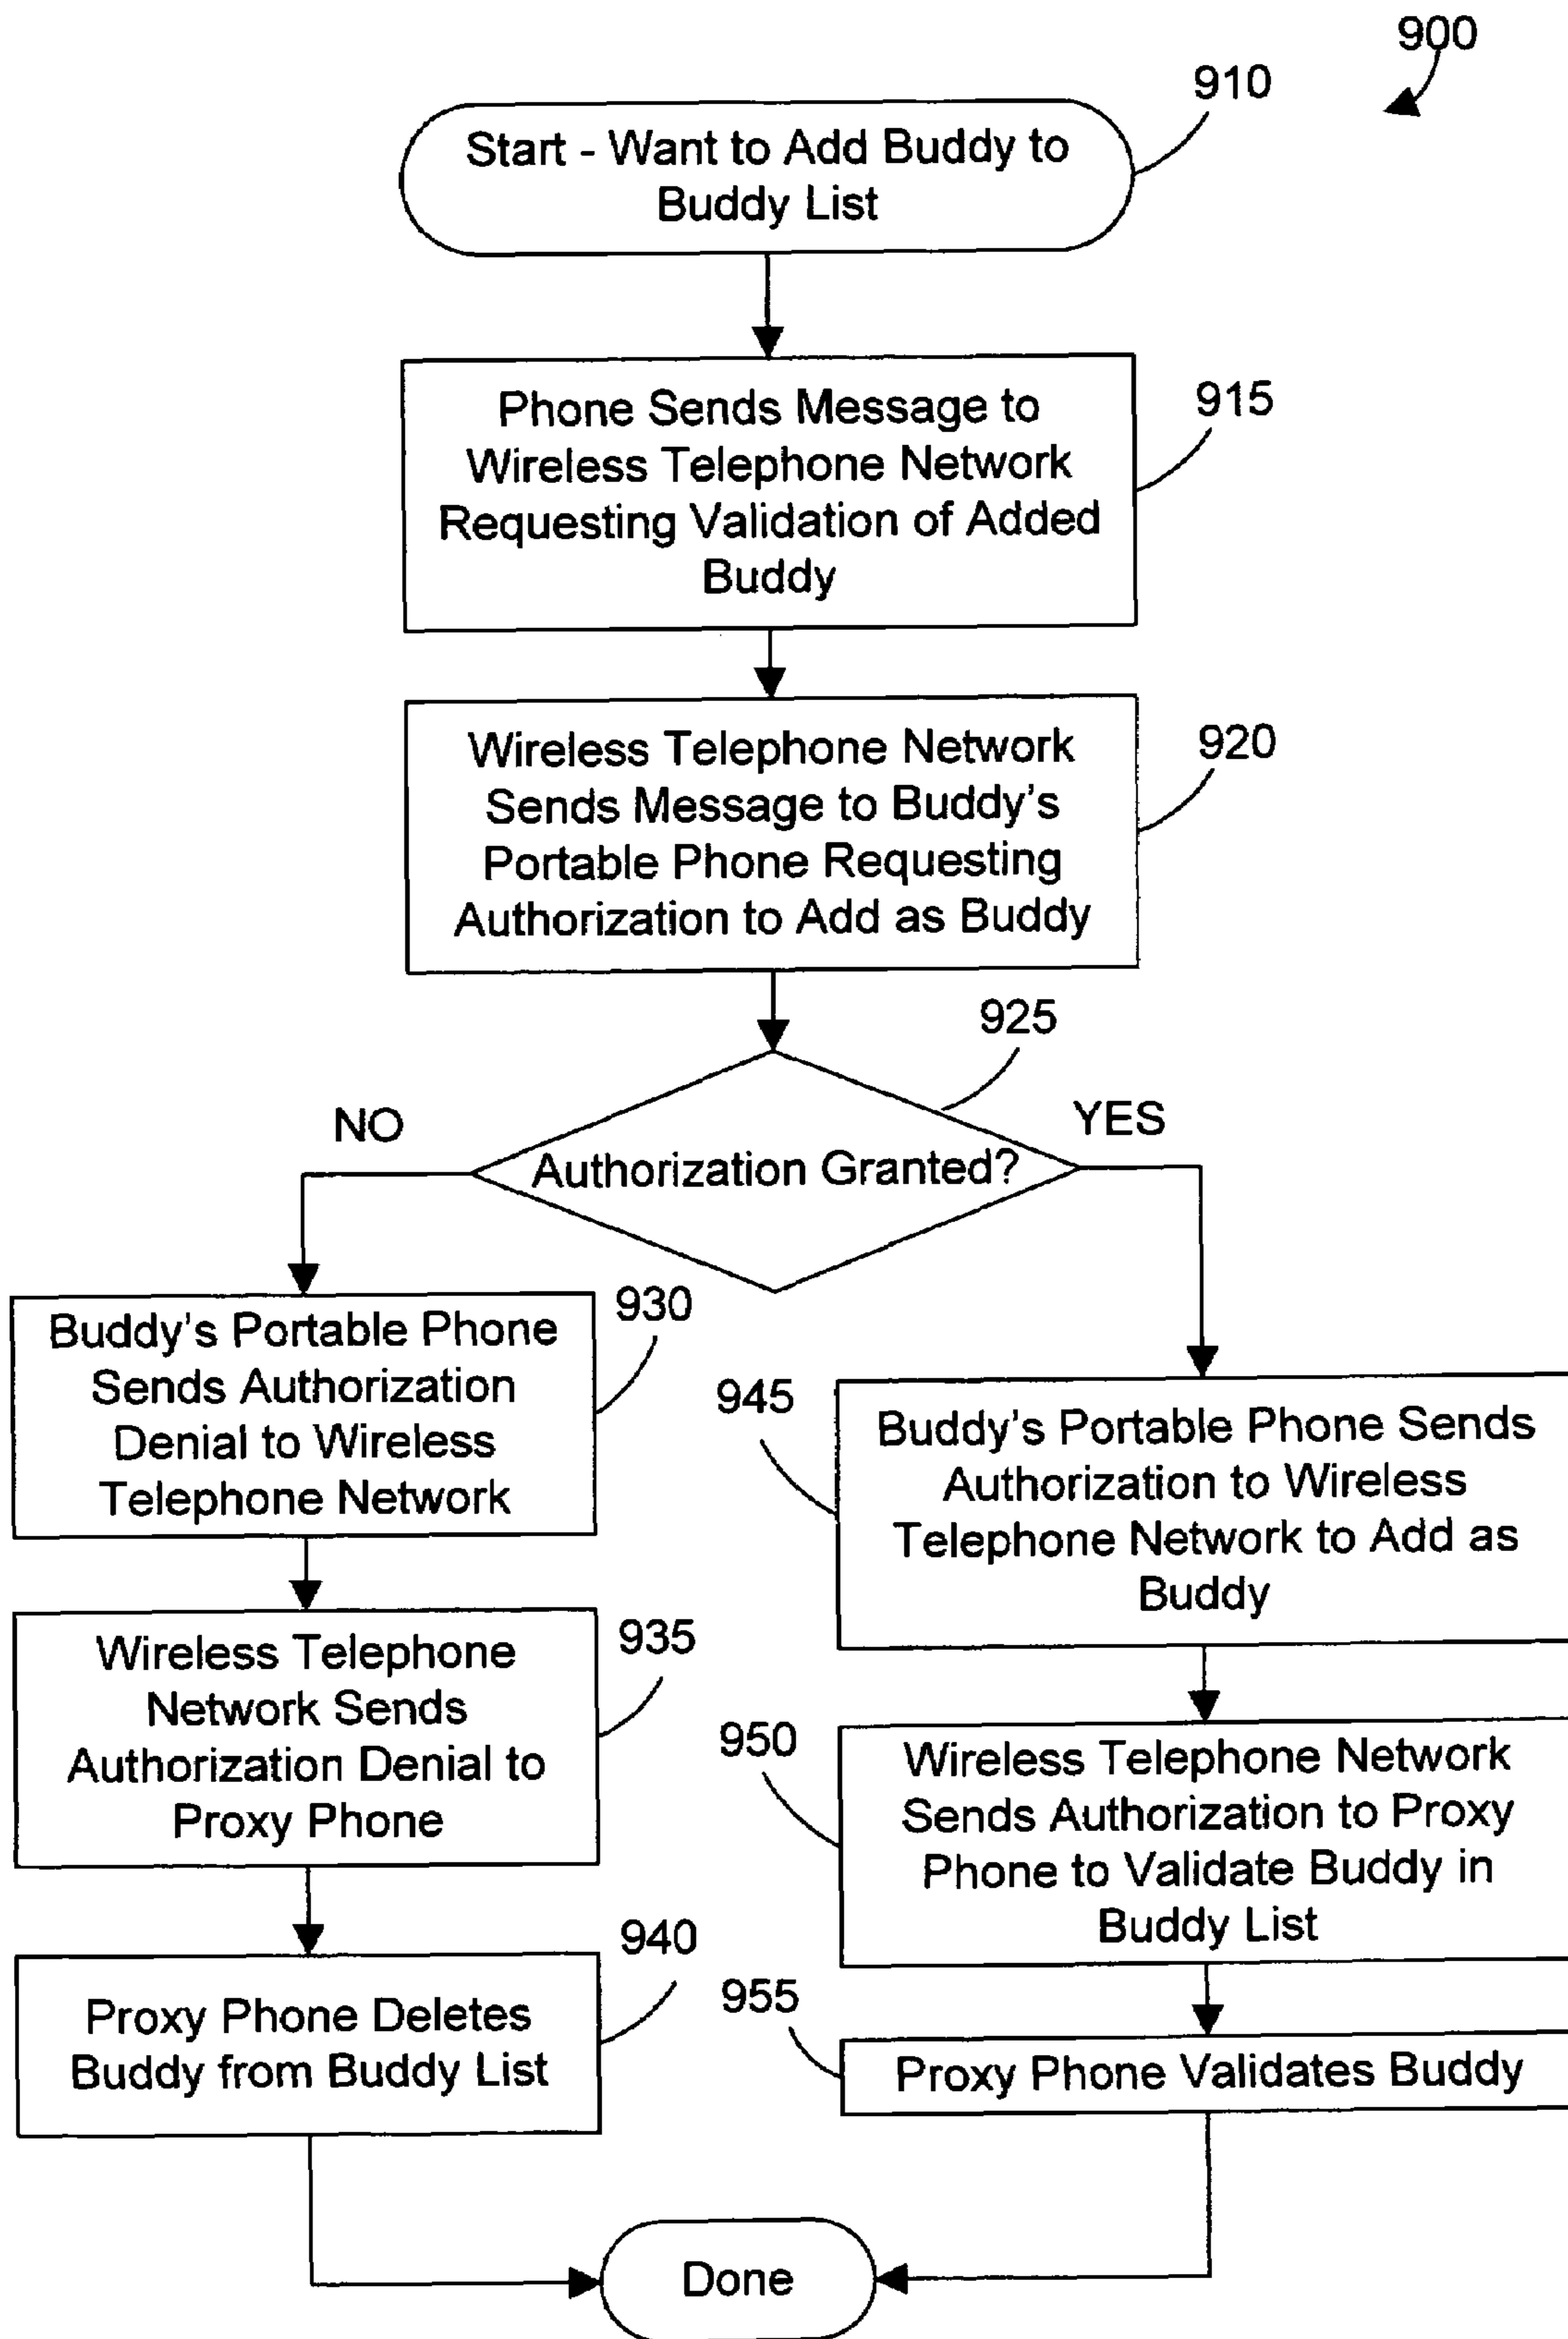 900
910
Start - Want to Add Buddy to
Buddy List
915
Phone Sends Message to
Wireless Telephone Network
Requesting Validation of Added
Buddy
920
Wireless Telephone Network
Sends Message to Buddy's
Portable Phone Requesting
Authorization to Add as Buddy
925
NO
YES
Authorization Granted?
930
Buddy's Portable Phone
Sends Authorization
Denial to Wireless
Telephone Network
935
Wireless Telephone
Network Sends
Authorization Denial to
Proxy Phone
940
Proxy Phone Deletes
Buddy from Buddy List
945
Buddy's Portable Phone Sends
Authorization to Wireless
Telephone Network to Add as
Buddy
950
Wireless Telephone Network
Sends Authorization to Proxy
Phone to Validate Buddy in
Buddy List
955
Proxy Phone Validates Buddy
Done